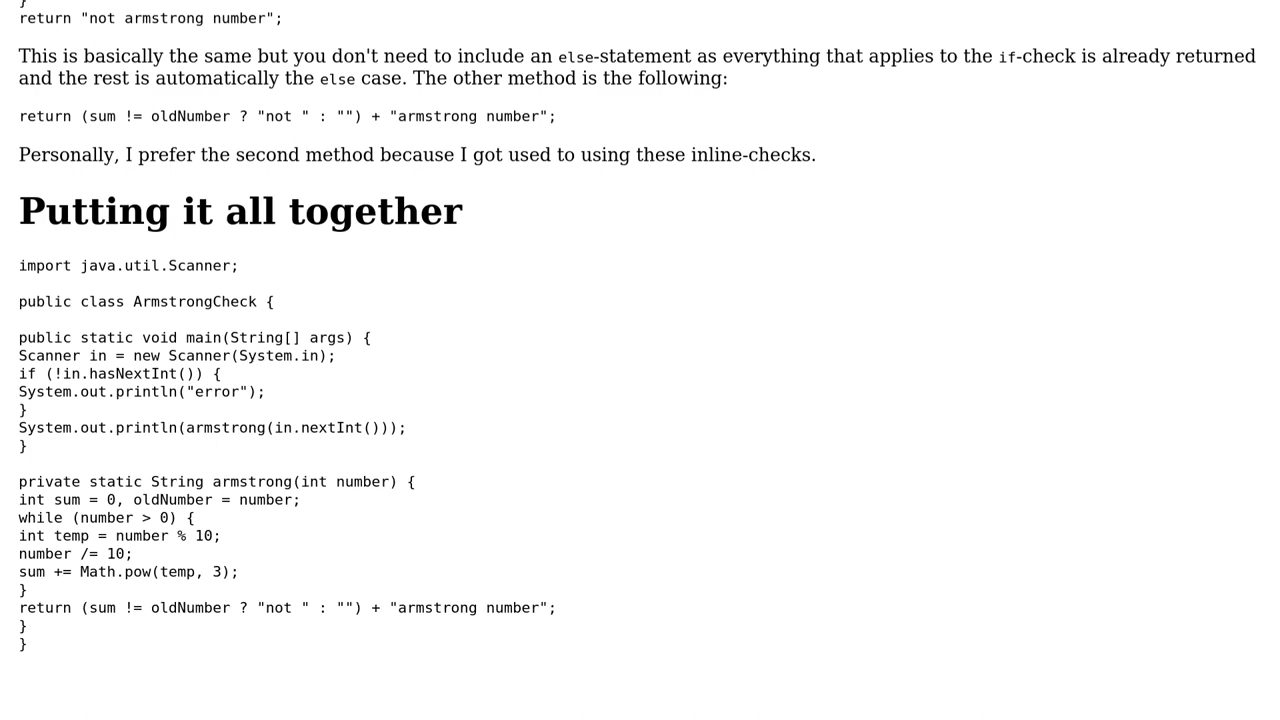 }
return "not armstrong number";
This is basically the same but you don't need to include an else-statement as everything that applies to the if-check is already returned
and the rest is automatically the else case. The other method is the following:
return (sum != oldNumber ? "not " : "") + "armstrong number";
Personally, I prefer the second method because I got used to using these inline-checks.
Putting it all together
import java.util.Scanner;
public class ArmstrongCheck {
public static void main(String[] args) {
Scanner in = new Scanner(System.in);
if (!in.hasNextInt()) {
System.out.println("error");
}
System.out.println(armstrong(in.nextInt()));
}
private static String armstrong(int number) {
int sum = 0, oldNumber = number;
while (number > 0) {
int temp = number % 10;
number /= 10;
sum += Math.pow(temp, 3);
}
return (sum != oldNumber ? "not " : "") + "armstrong number";
}
}